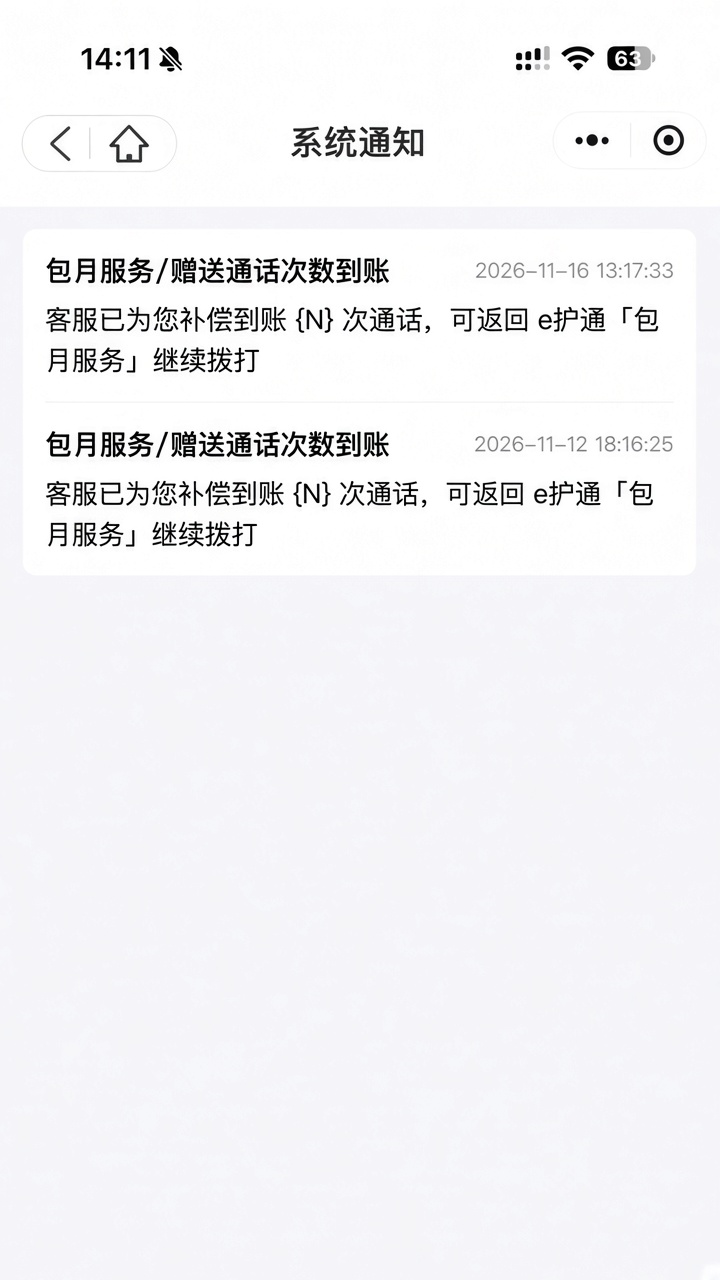 14:11
63
系统通知
包月服务/赠送通话次数到账
2026-11-16 13:17:33
客服已为您补偿到账 {N} 次通话，可返回 e护通「包
月服务」继续拨打
包月服务/赠送通话次数到账
2026-11-12 18:16:25
客服已为您补偿到账 {N} 次通话，可返回 e护通「包
月服务」继续拨打